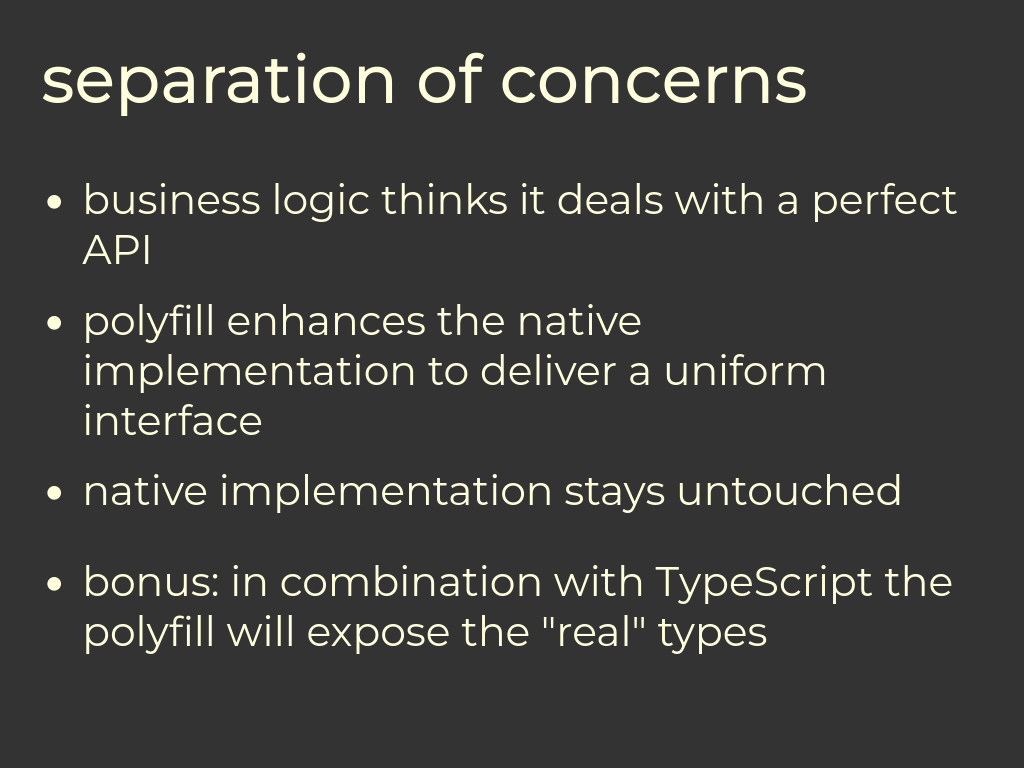 separation of concerns
• business logic thinks it deals with a perfect
API
• polyfill enhances the native
implementation to deliver a uniform
interface
• native implementation stays untouched
• bonus: in combination with TypeScript the
polyfill will expose the "real" types